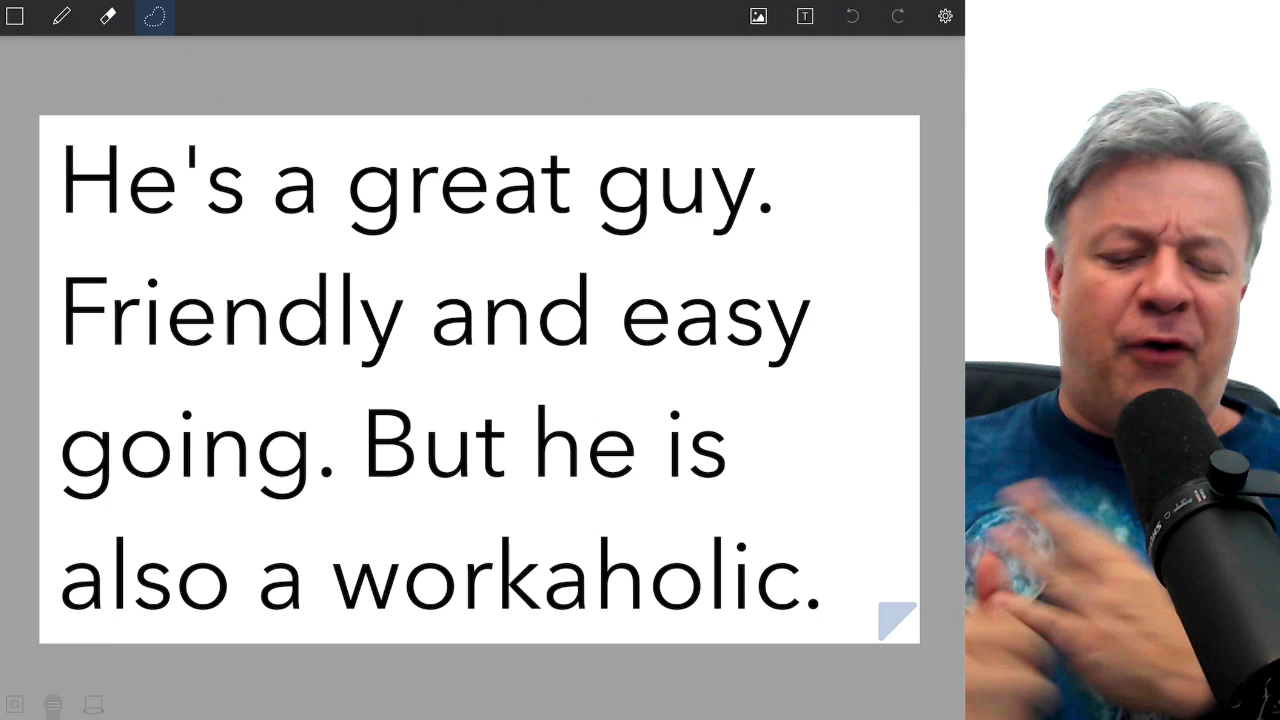 He's a great guy.
Friendly and easy
going. But he is
also a workaholic.
T